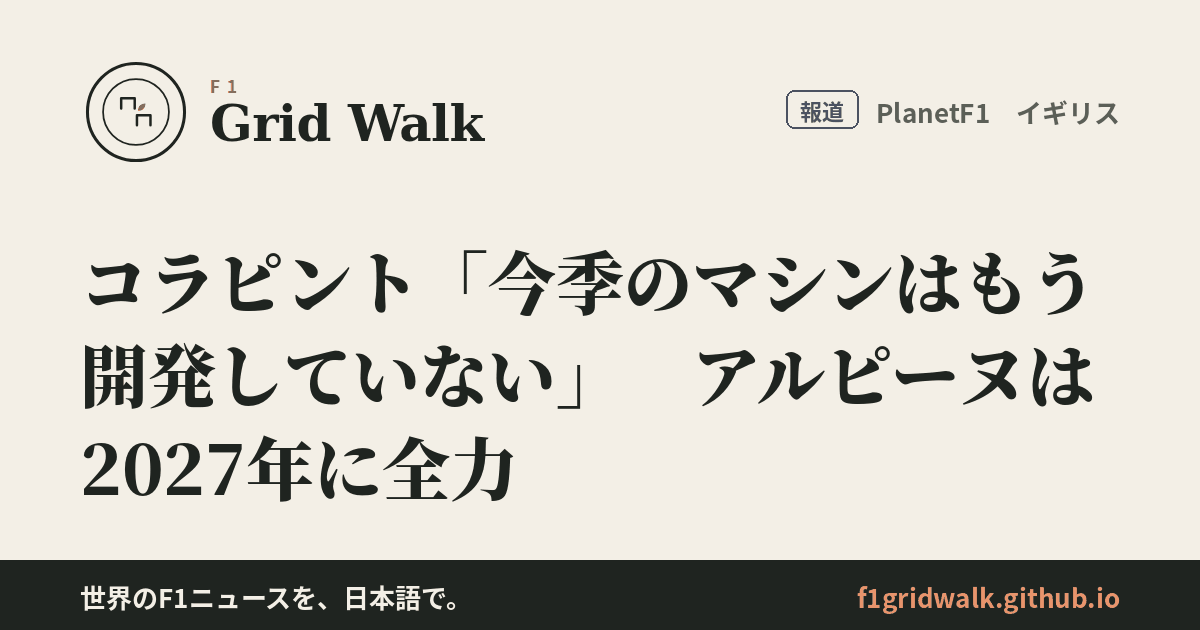 F1
Grid Walk
報道 PlanetF1　イギリス
コラピント「今季のマシンはもう
開発していない」　アルピーヌは
2027年に全力
世界のF1ニュースを、日本語で。
f1gridwalk.github.io